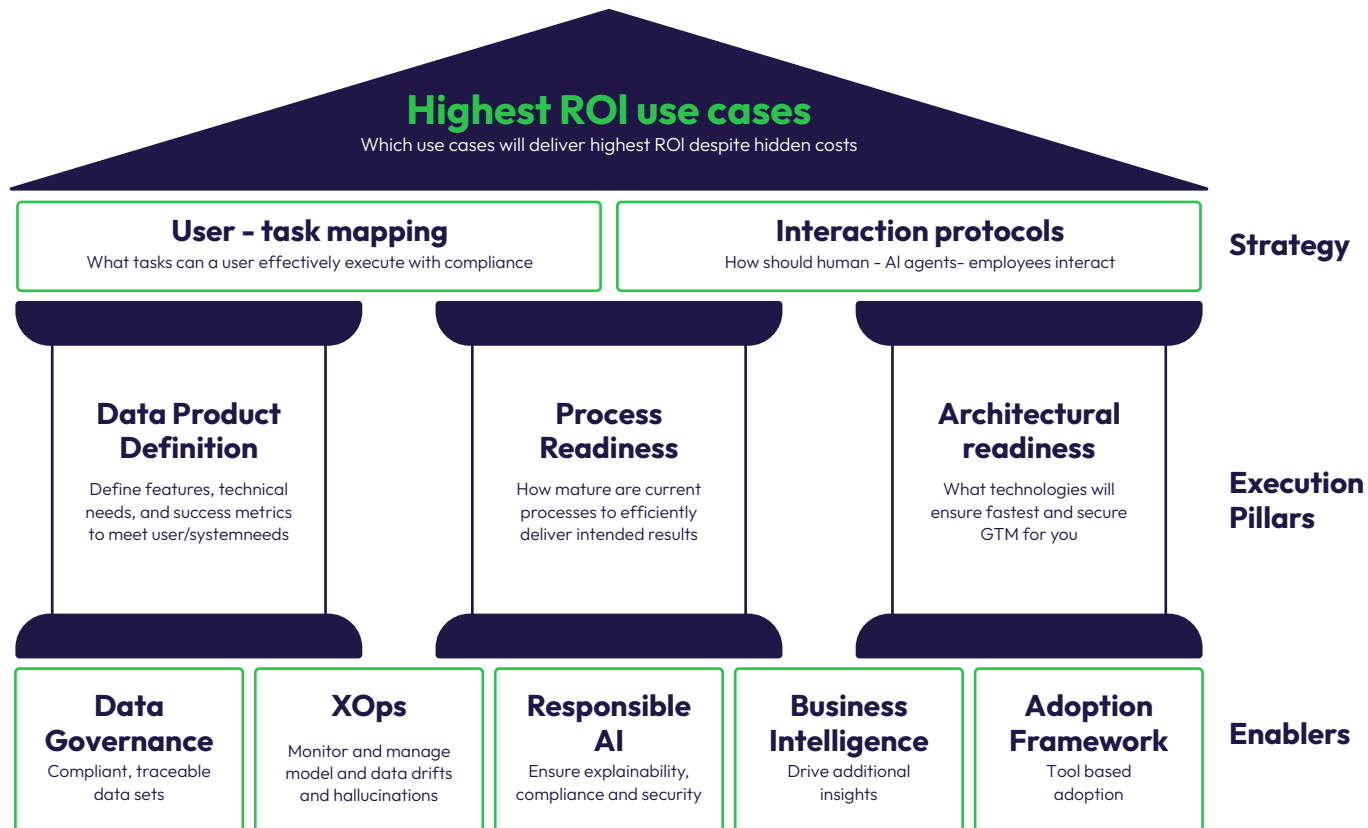 Highest ROI use cases
Which use cases will deliver highest ROI despite hidden costs
User - task mapping
What tasks can a user effectively execute with compliance
Interaction protocols
How should human - AI agents- employees interact
Strategy
Data Product
Definition
Define features, technical
needs, and success metrics
to meet user/systemneeds
Process
Readiness
How mature are current
processes to efficiently
deliver intended results
Architectural
readiness
What technologies will
ensure fastest and secure
GTM for you
Execution
Pillars
Data
Governance
Compliant, traceable
data sets
XOps
Monitor and manage
model and data drifts
and hallucinations
Responsible
AI
Ensure explainability,
compliance and security
Business
Intelligence
Drive additional
insights
Adoption
Framework
Tool based
adoption
Enablers